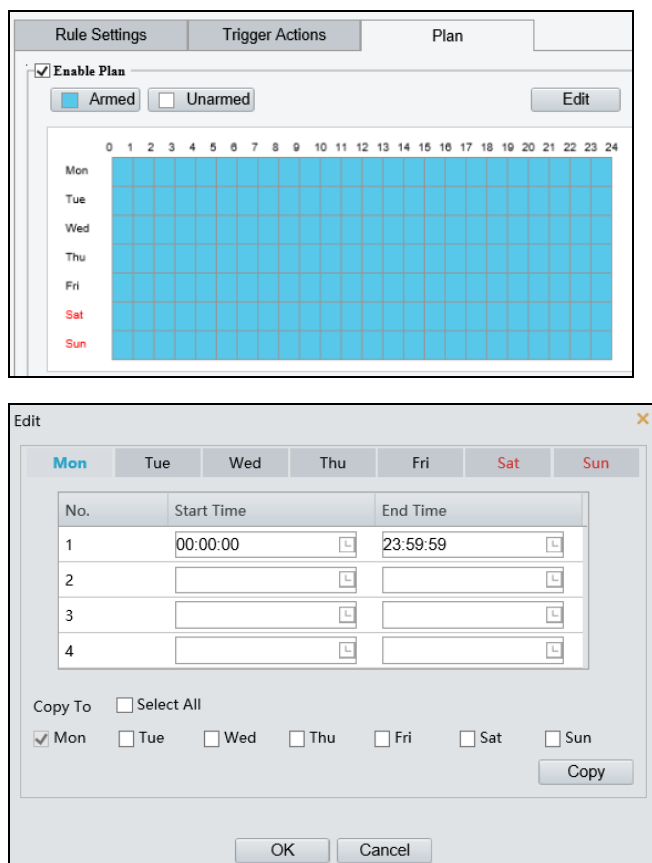 Rule Settings Trigger Actions Plan
Enable Plan
Armed Unarmed Edit
0 1 2 3 4 5 6 7 8 9 10 11 12 13 14 15 16 17 18 19 20 21 22 23 24
Mon
Tue
Wed
Thu
Fri
Sat
Sun
Edit
Mon Tue Wed Thu Fri Sat Sun
No. Start Time End Time
1 00:00:00 23:59:59
2
3
4
Copy To Select All
Mon Tue Wed Thu Fri Sat Sun
Copy
OK Cancel